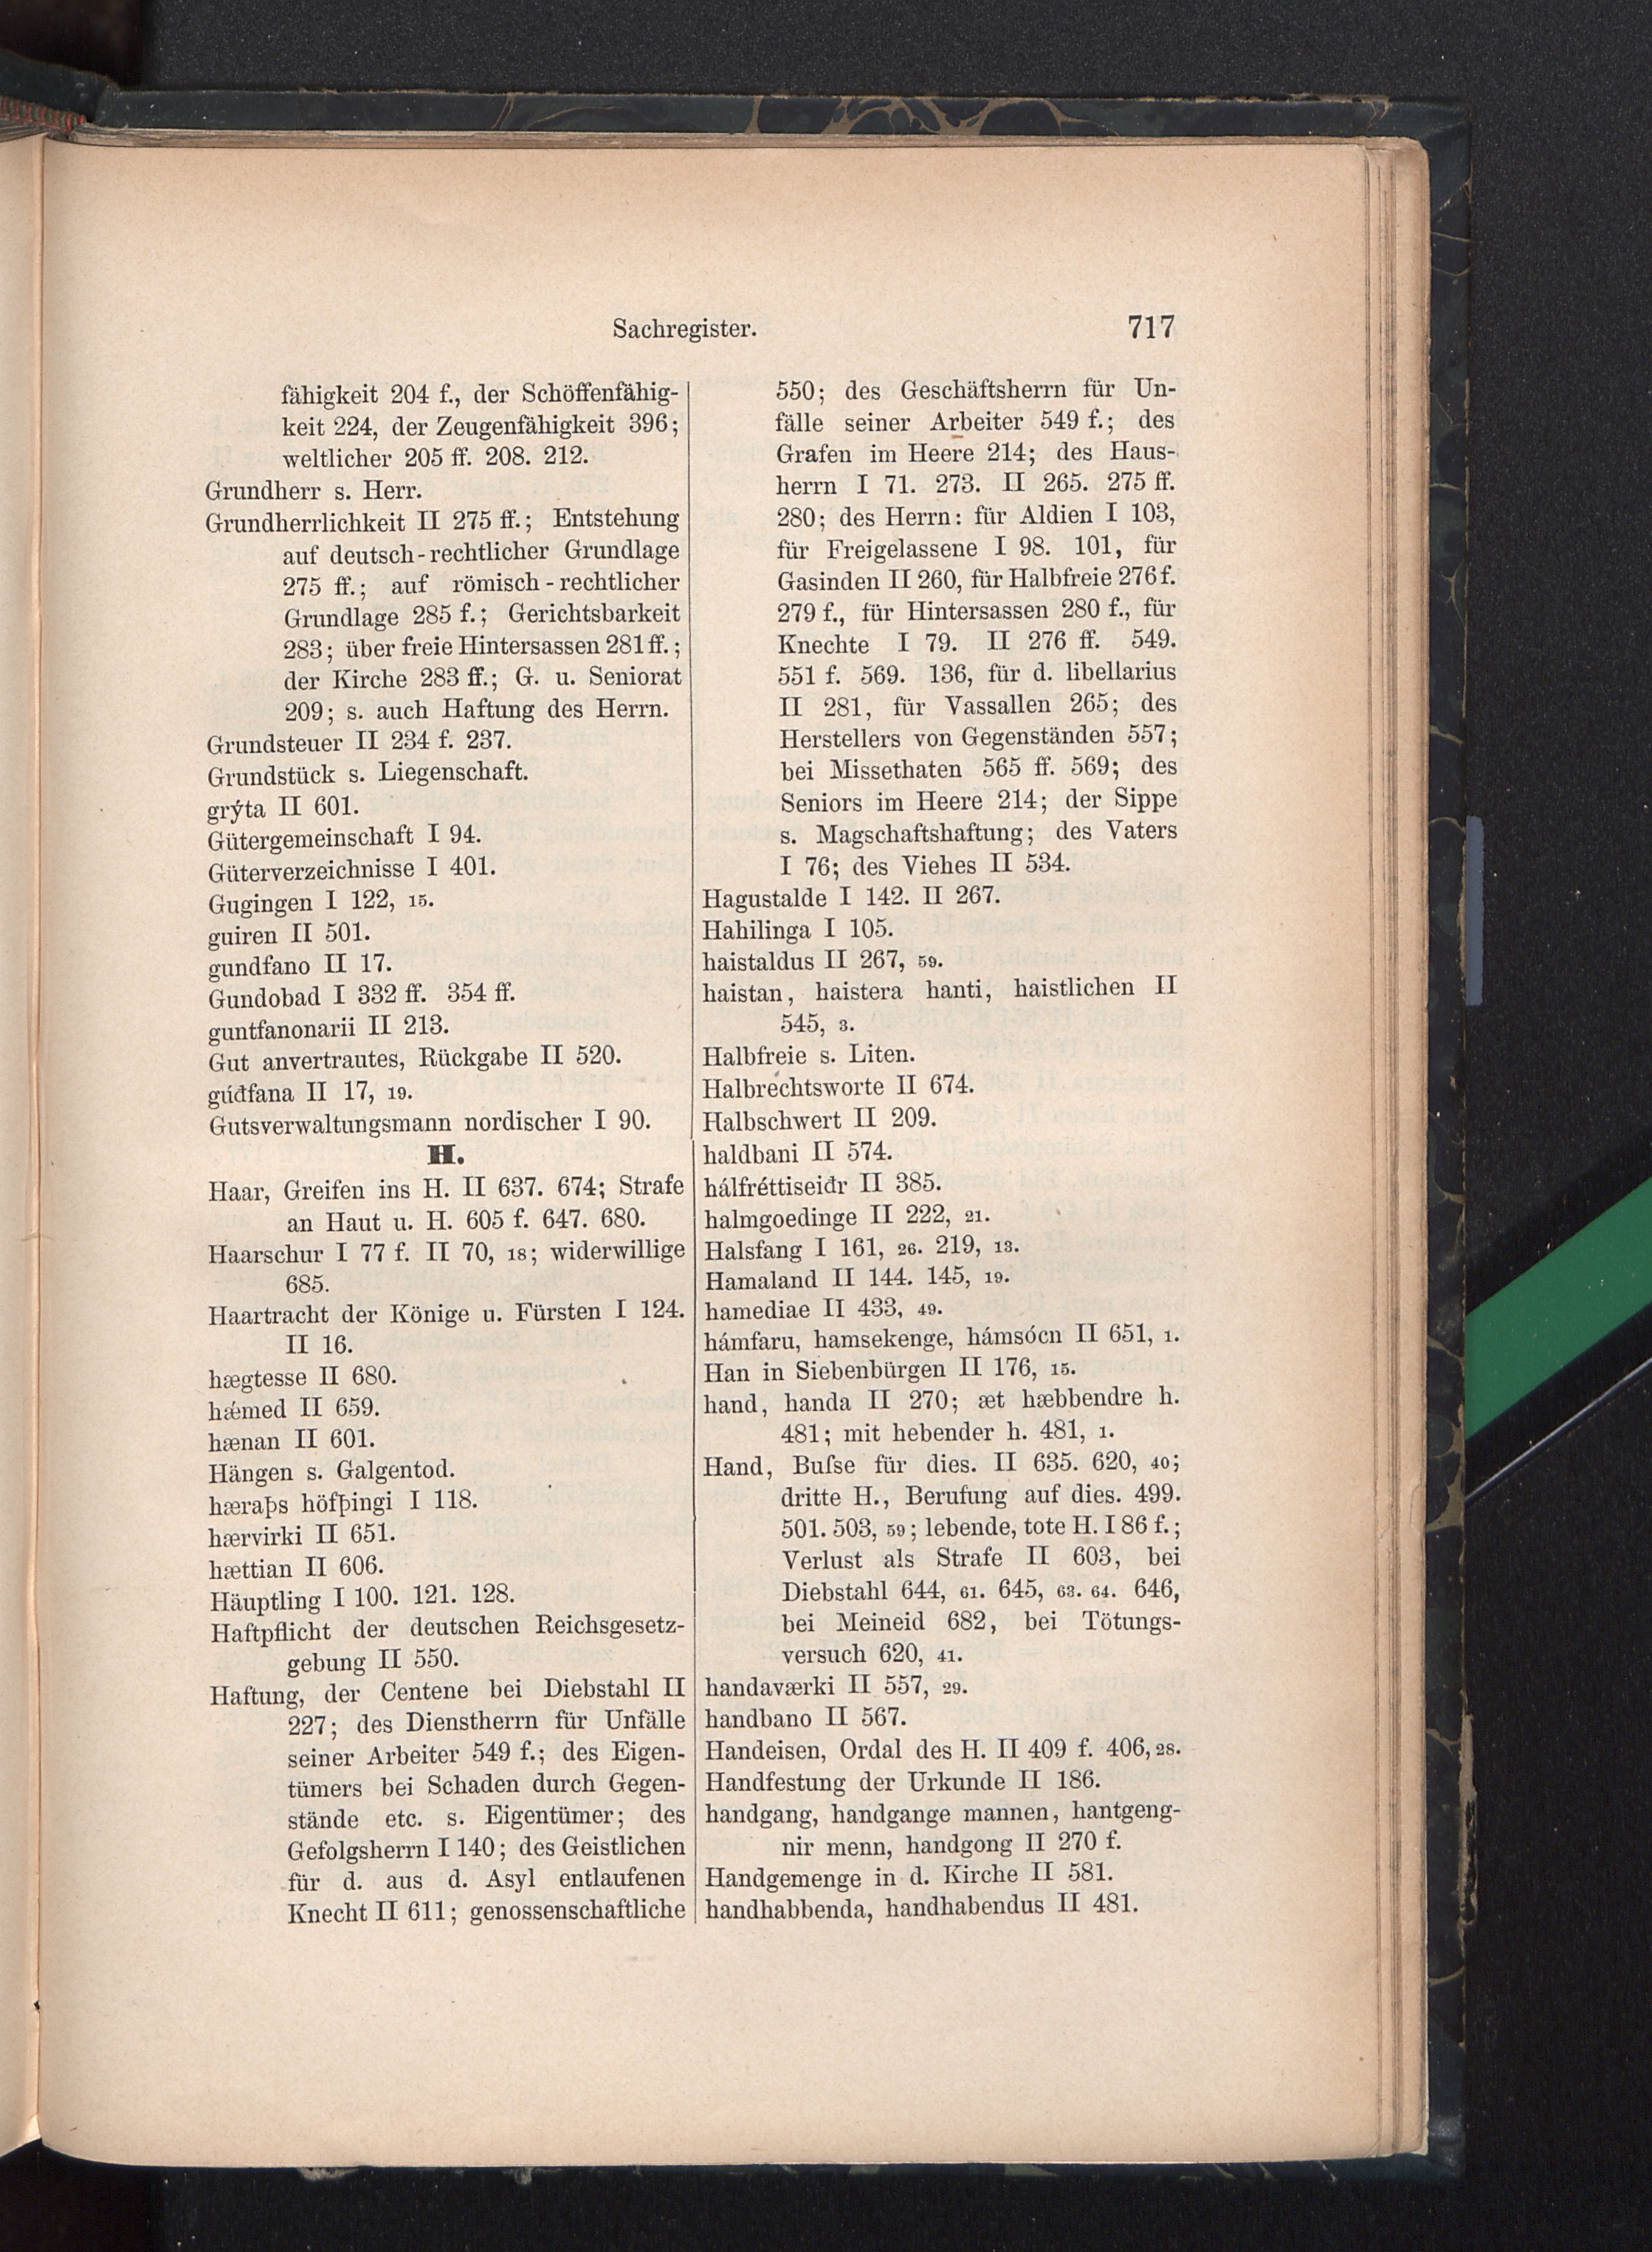 Sachregister. 717
fähigkeit 204 f., der Schöffenfähig-
keit 224, der Zeugenfähigkeit 396;
weltlicher 205 ff. 208. 212.
Grundherr s. Herr.
Grundherrlichkeit II 275 ff.; Entstehung
auf deutsch-rechtlicher Grundlage
275 ff.; auf römisch-rechtlicher
Grundlage 285 f.; Gerichtsbarkeit
283; über freie Hintersassen 281 ff.;
der Kirche 283 ff.; G. u. Seniorat
209; s. auch Haftung des Herrn.
Grundsteuer II 234 f. 237.
Grundstück s. Liegenschaft.
grýta II 601.
Gütergemeinschaft I 94.
Güterverzeichnisse I 401.
Gugingen I 122, 15.
guiren II 501.
gundfano II 17.
Gundobad I 332 ff. 354 ff.
guntfanonarii II 213.
Gut anvertrautes, Rückgabe II 520.
gúđfana II 17, 19.
Gutsverwaltungsmann nordischer I 90.
H.
Haar, Greifen ins H. II 637. 674; Strafe
an Haut u. H. 605 f. 647. 680.
Haarschur I 77 f. II 70, 18; widerwillige
685.
Haartracht der Könige u. Fürsten I 124.
II 16.
hægtesse II 680.
hǽmed II 659.
hænan II 601.
Hängen s. Galgentod.
hæraþs höfþingi I 118.
hærvirki II 651.
hættian II 606.
Häuptling I 100. 121. 128.
Haftpflicht der deutschen Reichsgesetz-
gebung II 550.
Haftung, der Centene bei Diebstahl II
227; des Dienstherrn für Unfälle
seiner Arbeiter 549 f.; des Eigen-
tümers bei Schaden durch Gegen-
stände etc. s. Eigentümer; des
Gefolgsherrn I 140; des Geistlichen
für d. aus d. Asyl entlaufenen
Knecht II 611; genossenschaftliche
550; des Geschäftsherrn für Un-
fälle seiner Arbeiter 549 f.; des
Grafen im Heere 214; des Haus-
herrn I 71. 273. II 265. 275 ff.
280; des Herrn: für Aldien I 103,
für Freigelassene I 98. 101, für
Gasinden II 260, für Halbfreie 276 f.
279 f., für Hintersassen 280 f., für
Knechte I 79. II 276 ff. 549.
551 f. 569. 136, für d. libellarius
II 281, für Vassallen 265; des
Herstellers von Gegenständen 557;
bei Missethaten 565 ff. 569; des
Seniors im Heere 214; der Sippe
s. Magschaftshaftung; des Vaters
I 76; des Viehes II 534.
Hagustalde I 142. II 267.
Hahilinga I 105.
haistaldus II 267, 59.
haistan, haistera hanti, haistlichen II
545, 3.
Halbfreie s. Liten.
Halbrechtsworte II 674.
Halbschwert II 209.
haldbani II 574.
hálfréttiseiđr II 385.
halmgoedinge II 222, 21.
Halsfang I 161, 26. 219, 13.
Hamaland II 144. 145, 19.
hamediae II 433, 49.
hámfaru, hamsekenge, hámsócn II 651, 1.
Han in Siebenbürgen II 176, 15.
hand, handa II 270; æt hæbbendre h.
481; mit hebender h. 481, 1.
Hand, Buſse für dies. II 635. 620, 40;
dritte H., Berufung auf dies. 499.
501. 503, 59; lebende, tote H. I 86 f.;
Verlust als Strafe II 603, bei
Diebstahl 644, 61. 645, 63. 64. 646,
bei Meineid 682, bei Tötungs-
versuch 620, 41.
handaværki II 557, 29.
handbano II 567.
Handeisen, Ordal des H. II 409 f. 406, 28.
Handfestung der Urkunde II 186.
handgang, handgange mannen, hantgeng-
nir menn, handgong II 270 f.
Handgemenge in d. Kirche II 581.
handhabbenda, handhabendus II 481.